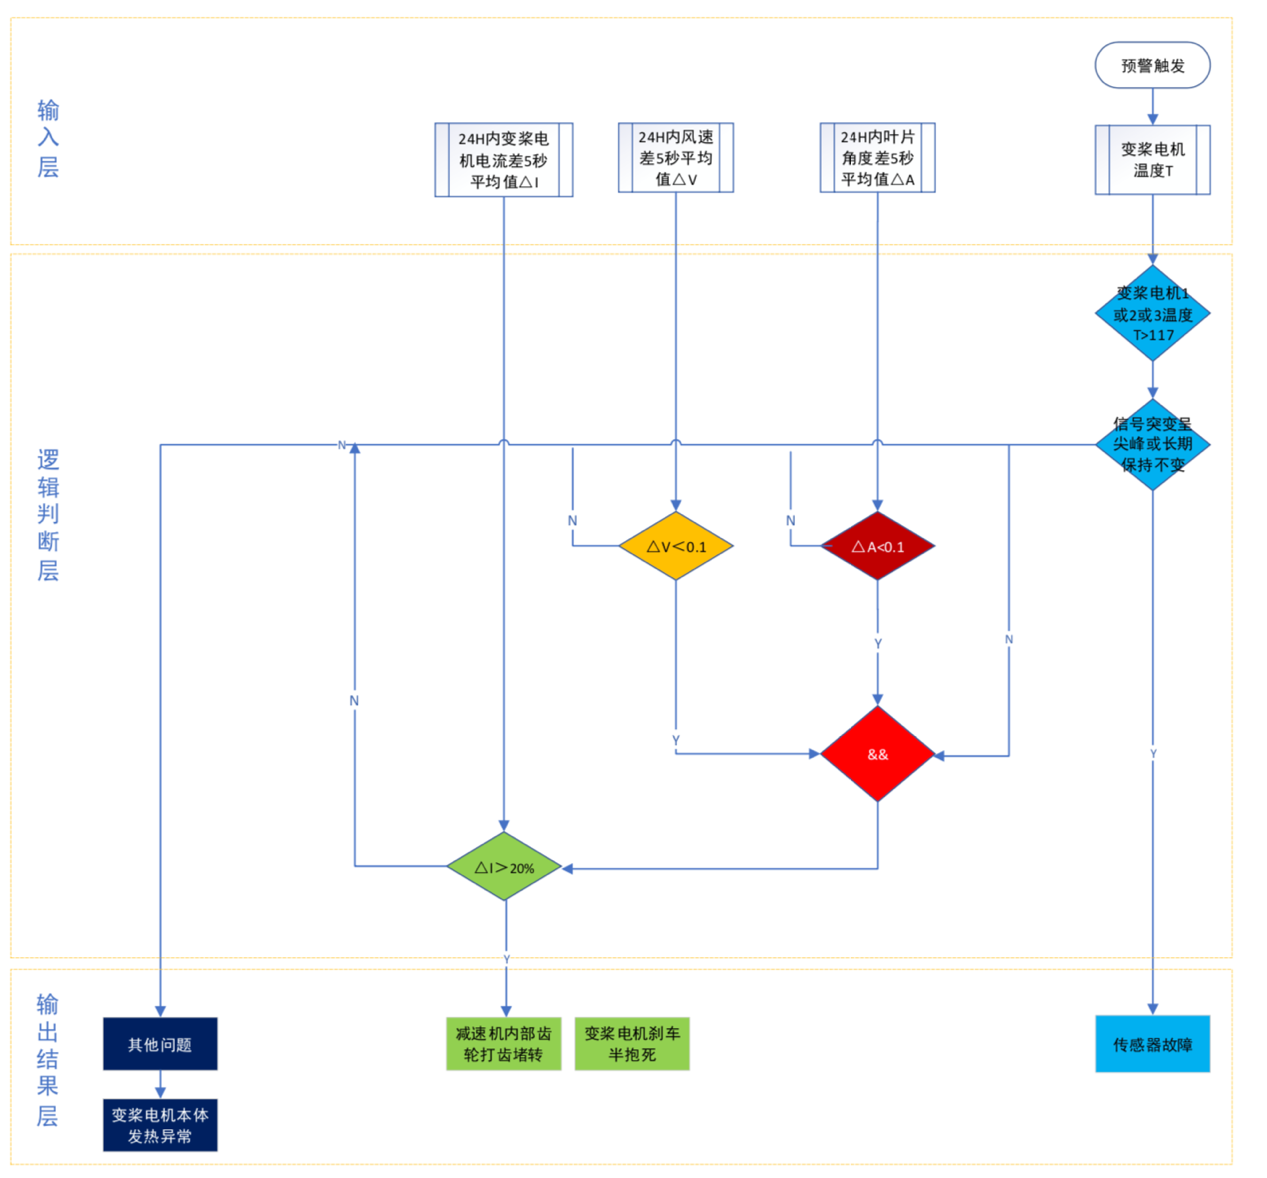 输
入
层
预警触发
24H内变桨电
机电流差5秒
平均值△I
24H内风速
差5秒平均
值△V
24H内叶片
角度差5秒
平均值△A
变桨电机
温度T
逻
辑
判
断
层
变桨电机1
或2或3温度
T>117
信号突变呈
尖峰或长期
保持不变
N
N
△V＜0.1
N
△A<0.1
Y
N
N
Y
&&
Y
△I＞20%
Y
输
出
结
果
层
其他问题
变桨电机本体
发热异常
减速机内部齿
轮打齿堵转
变桨电机刹车
半抱死
传感器故障